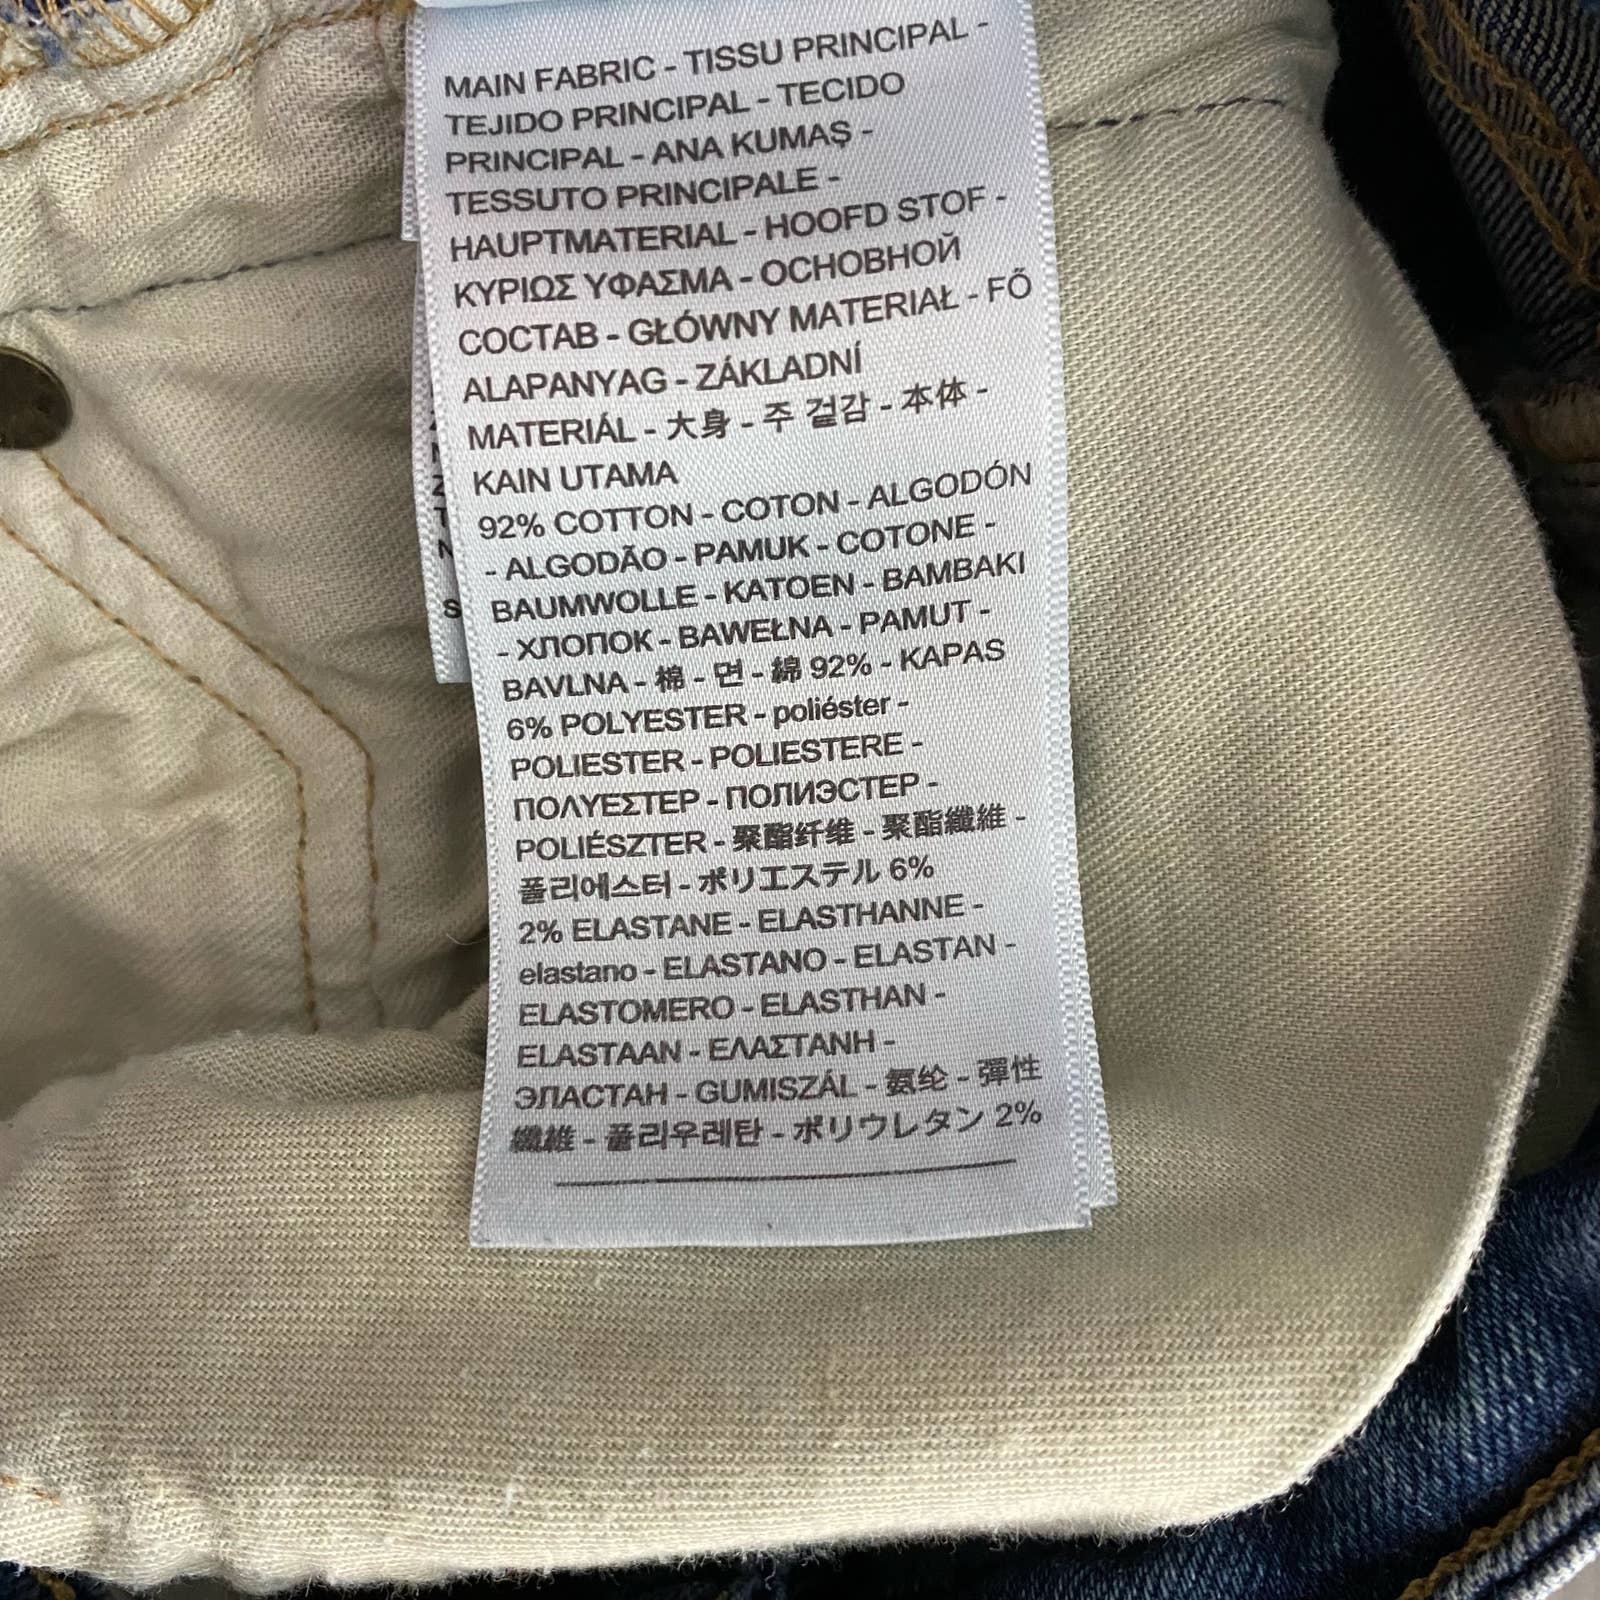 MAIN FABRIC - TISSU PRINCIPAL -
TEJIDO PRINCIPAL - TECIDO
PRINCIPAL - ANA KUMAŞ -
TESSUTO PRINCIPALE -
HAUPTMATERIAL - HOOFD STOF -
ΚΥΡΙΩΣ ΥΦΑΣΜΑ - ОСНОВНОЙ
СОСТАВ - GŁÓWNY MATERIAŁ - FŐ
ALAPANYAG - ZÁKLADNÍ
MATERIÁL - 大身 - 주 겉감 - 本体 -
KAIN UTAMA
92% COTTON - COTON - ALGODÓN
- ALGODÃO - PAMUK - COTONE -
BAUMWOLLE - KATOEN - BAMBAKI
- ХЛОПОК - BAWEŁNA - PAMUT -
BAVLNA - 棉 - 면 - 綿 92% - KAPAS
6% POLYESTER - poliéster -
POLIESTER - POLIESTERE -
ΠΟΛΥΕΣΤΕΡ - ПОЛИЭСТЕР -
POLIÉSZTER - 聚酯纤维 - 聚酯纖維 -
폴리에스터 - ポリエステル 6%
2% ELASTANE - ELASTHANNE -
elastano - ELASTANO - ELASTAN -
ELASTOMERO - ELASTHAN -
ELASTAAN - ΕΛΑΣΤΑΝΗ -
ЭЛАСТАН - GUMISZÁL - 氨纶 - 彈性
纖維 - 폴리우레탄 - ポリウレタン 2%